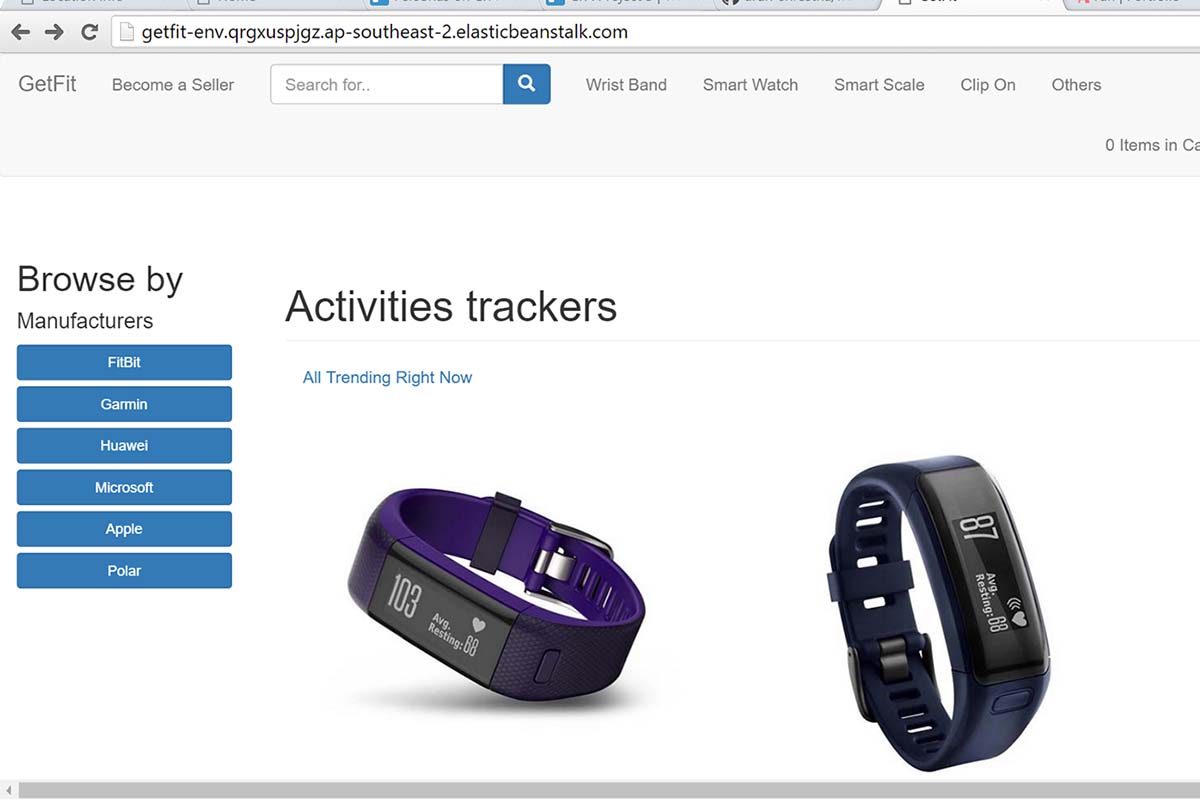 getfit-env.qrgxuspjgz.ap-southeast-2.elasticbeanstalk.com
GetFit Become a Seller Search for.. Wrist Band Smart Watch Smart Scale Clip On Others
0 Items in
Browse by
Manufacturers
FitBit
Garmin
Huawei
Microsoft
Apple
Polar
Activities trackers
All Trending Right Now
103
Avg.
Resting: 68
87
Avg.
Resting: 68